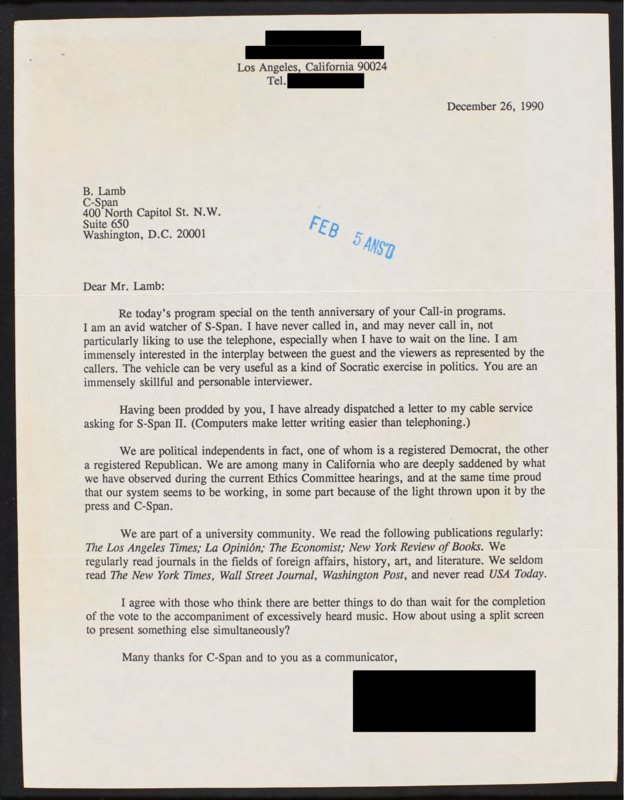 Los Angeles, California 90024
Tel.
December 26, 1990
B. Lamb
C-Span
400 North Capitol St. N.W.
Suite 650
Washington, D.C. 20001
FEB 5 ANS'D
Dear Mr. Lamb:
Re today's program special on the tenth anniversary of your Call-in programs.
I am an avid watcher of S-Span. I have never called in, and may never call in, not
particularly liking to use the telephone, especially when I have to wait on the line. I am
immensely interested in the interplay between the guest and the viewers as represented by the
callers. The vehicle can be very useful as a kind of Socratic exercise in politics. You are an
immensely skillful and personable interviewer.
Having been prodded by you, I have already dispatched a letter to my cable service
asking for S-Span II. (Computers make letter writing easier than telephoning.)
We are political independents in fact, one of whom is a registered Democrat, the other
a registered Republican. We are among many in California who are deeply saddened by what
we have observed during the current Ethics Committee hearings, and at the same time proud
that our system seems to be working, in some part because of the light thrown upon it by the
press and C-Span.
We are part of a university community. We read the following publications regularly:
The Los Angeles Times; La Opinión; The Economist; New York Review of Books. We
regularly read journals in the fields of foreign affairs, history, art, and literature. We seldom
read The New York Times, Wall Street Journal, Washington Post, and never read USA Today.
I agree with those who think there are better things to do than wait for the completion
of the vote to the accompaniment of excessively heard music. How about using a split screen
to present something else simultaneously?
Many thanks for C-Span and to you as a communicator,